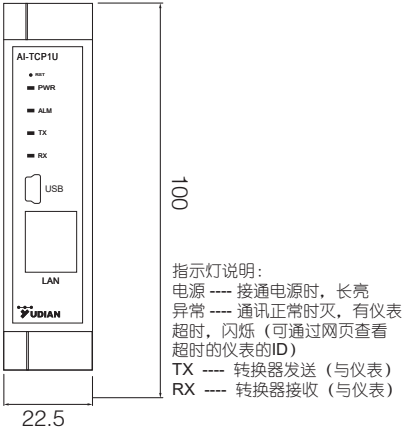 AI-TCP1U
RST
PWR
ALM
TX
RX
USB
LAN
YUDIAN
100
22.5
指示灯说明：
电源 ---- 接通电源时，长亮
异常 ---- 通讯正常时灭，有仪表
超时，闪烁（可通过网页查看
超时的仪表的ID）
TX ---- 转换器发送（与仪表）
RX ---- 转换器接收（与仪表）